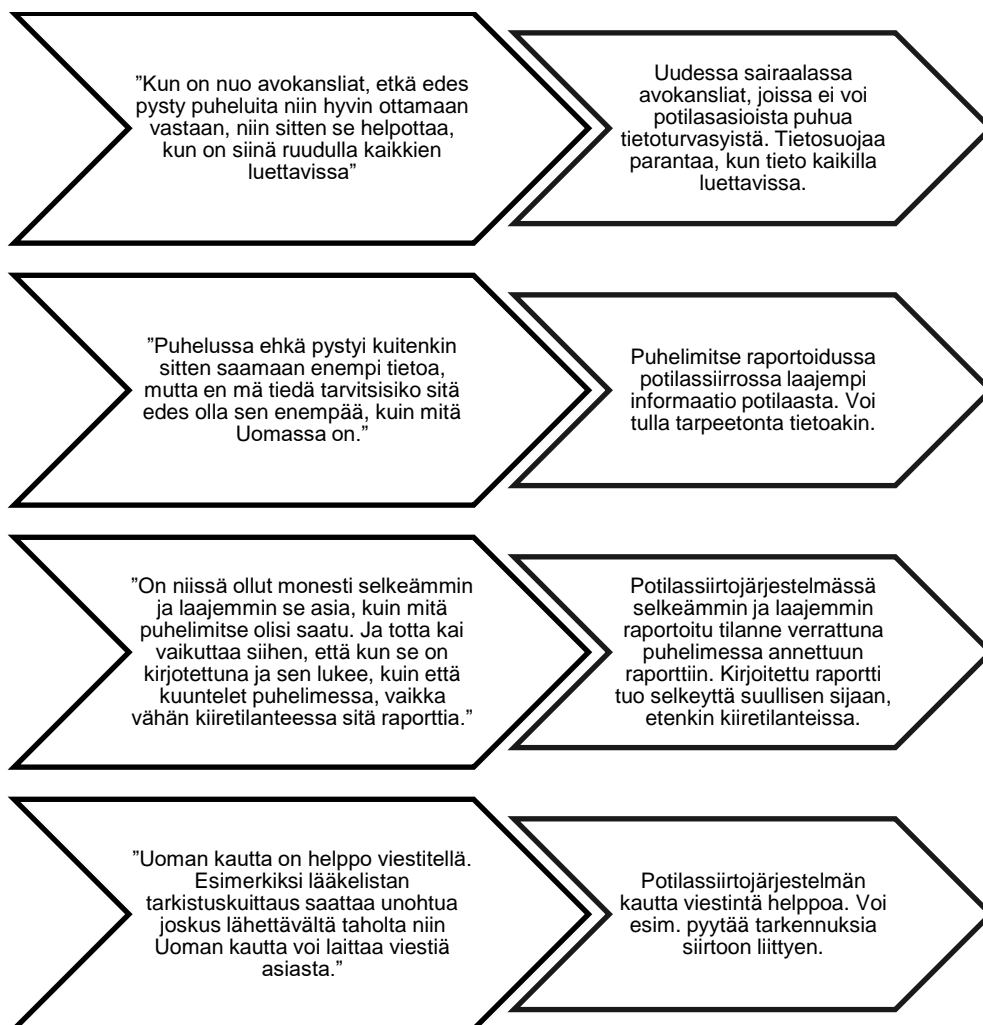 ”Kun on nuo avokansliat, etkä edes
pysty puheluita niin hyvin ottamaan
vastaan, niin sitten se helpottaa,
kun on siinä ruudulla kaikkien
luettavissa”
Uudessa sairaalassa
avokansliat, joissa ei voi
potilasasioista puhua
tietoturvasyistä. Tietosuojaa
parantaa, kun tieto kaikilla
luettavissa.
”Puhelussa ehkä pystyi kuitenkin
sitten saamaan enempi tietoa,
mutta en mä tiedä tarvitsisiko sitä
edes olla sen enempää, kuin mitä
Uomassa on.”
Puhelimitse raportoidussa
potilassiirrossa laajempi
informaatio potilaasta. Voi
tulla tarpeetonta tietoakin.
”On niissä ollut monesti selkeämmin
ja laajemmin se asia, kuin mitä
puhelimitse olisi saatu. Ja totta kai
vaikuttaa siihen, että kun se on
kirjotettuna ja sen lukee, kuin että
kuuntelet puhelimessa, vaikka
vähän kiiretilanteessa sitä raporttia.”
Potilassiirtojärjestelmässä
selkeämmin ja laajemmin
raportoitu tilanne verrattuna
puhelimessa annettuun
raporttiin. Kirjoitettu raportti
tuo selkeyttä suullisen sijaan,
etenkin kiiretilanteissa.
”Uoman kautta on helppo viestitellä.
Esimerkiksi lääkelistan
tarkistuskuittaus saattaa unohtua
joskus lähettävältä taholta niin
Uoman kautta voi laittaa viestiä
asiasta.”
Potilassiirtojärjestelmän
kautta viestintä helppoa. Voi
esim. pyytää tarkennuksia
siirtoon liittyen.